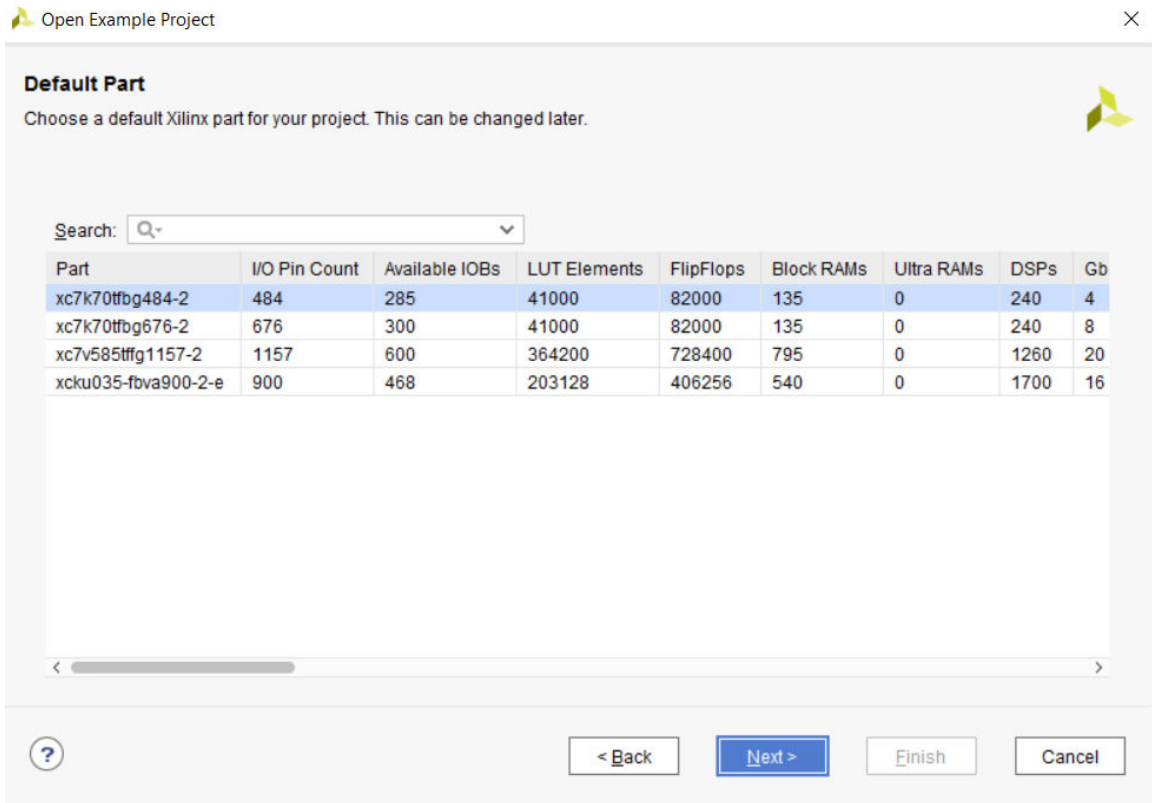 Open Example Project
Default Part
Choose a default Xilinx part for your project. This can be changed later.
Search:
Part I/O Pin Count Available IOBs LUT Elements FlipFlops Block RAMs Ultra RAMs DSPs Gb
xc7k70tfbg484-2 484 285 41000 82000 135 0 240 4
xc7k70tfbg676-2 676 300 41000 82000 135 0 240 8
xc7v585tffg1157-2 1157 600 364200 728400 795 0 1260 20
xcku035-fbva900-2-e 900 468 203128 406256 540 0 1700 16
? < Back Next > Finish Cancel